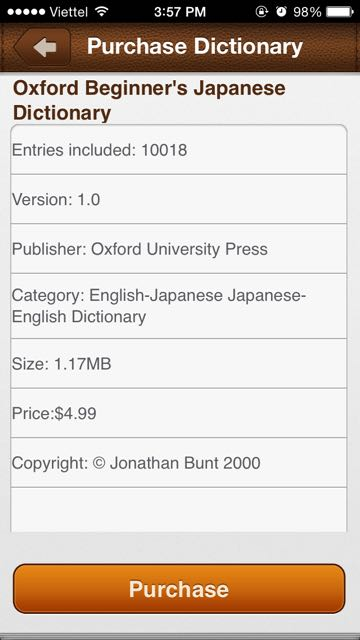 Viettel 3:57 PM 98%
Purchase Dictionary
Oxford Beginner's Japanese
Dictionary
Entries included: 10018
Version: 1.0
Publisher: Oxford University Press
Category: English-Japanese Japanese-
English Dictionary
Size: 1.17MB
Price:$4.99
Copyright: © Jonathan Bunt 2000
Purchase